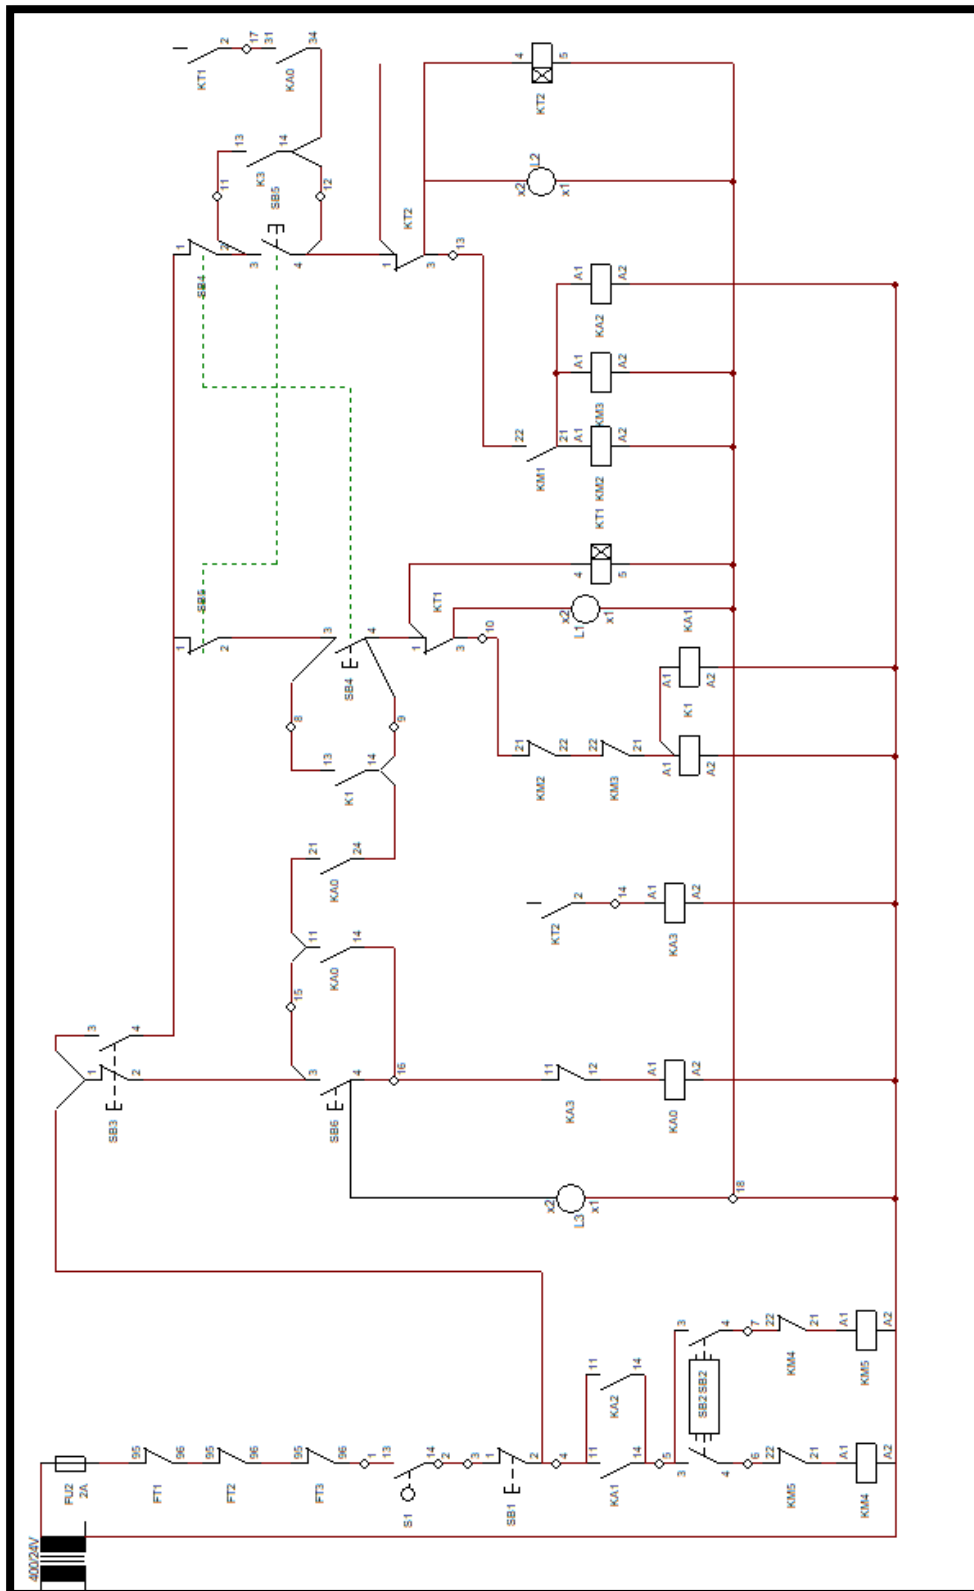 KT1 2 17 31 KA0 34
4 KT2 5
13 K3 14
11 12
x2 L2 x1
SB5
1 SB4 2 3 4
1 KT2 3 13
A1 KA2 A2
A1 KM3 A2
22 KM1 21 A1 KM2 A2
KT1
4 5
SB5
1 2 3 SB4 4
1 KT1 3 10
x2 L1 x1
KA1
A1 A2
8 9
K1
13 K1 14
21 KM2 22 22 KM3 21 A1 A2
21 KA0 24
KT2 2 14 A1 KA3 A2
11 KA0 14
15
3 4
1 SB3 2
3 SB6 4 16
11 KA3 12 A1 KA0 A2
x2 L3 x1 18
3 4 7 22 KM4 21 A1 KM5 A2
11 KA2 14
SB2 SB2
FU2 2A
95 FT1 96 95 FT2 96 95 FT3 96
1 13 S1 14 2 3
1 SB1 2 4
11 KA1 14 5
3 4 6 22 KM5 21 A1 KM4 A2
400/24V